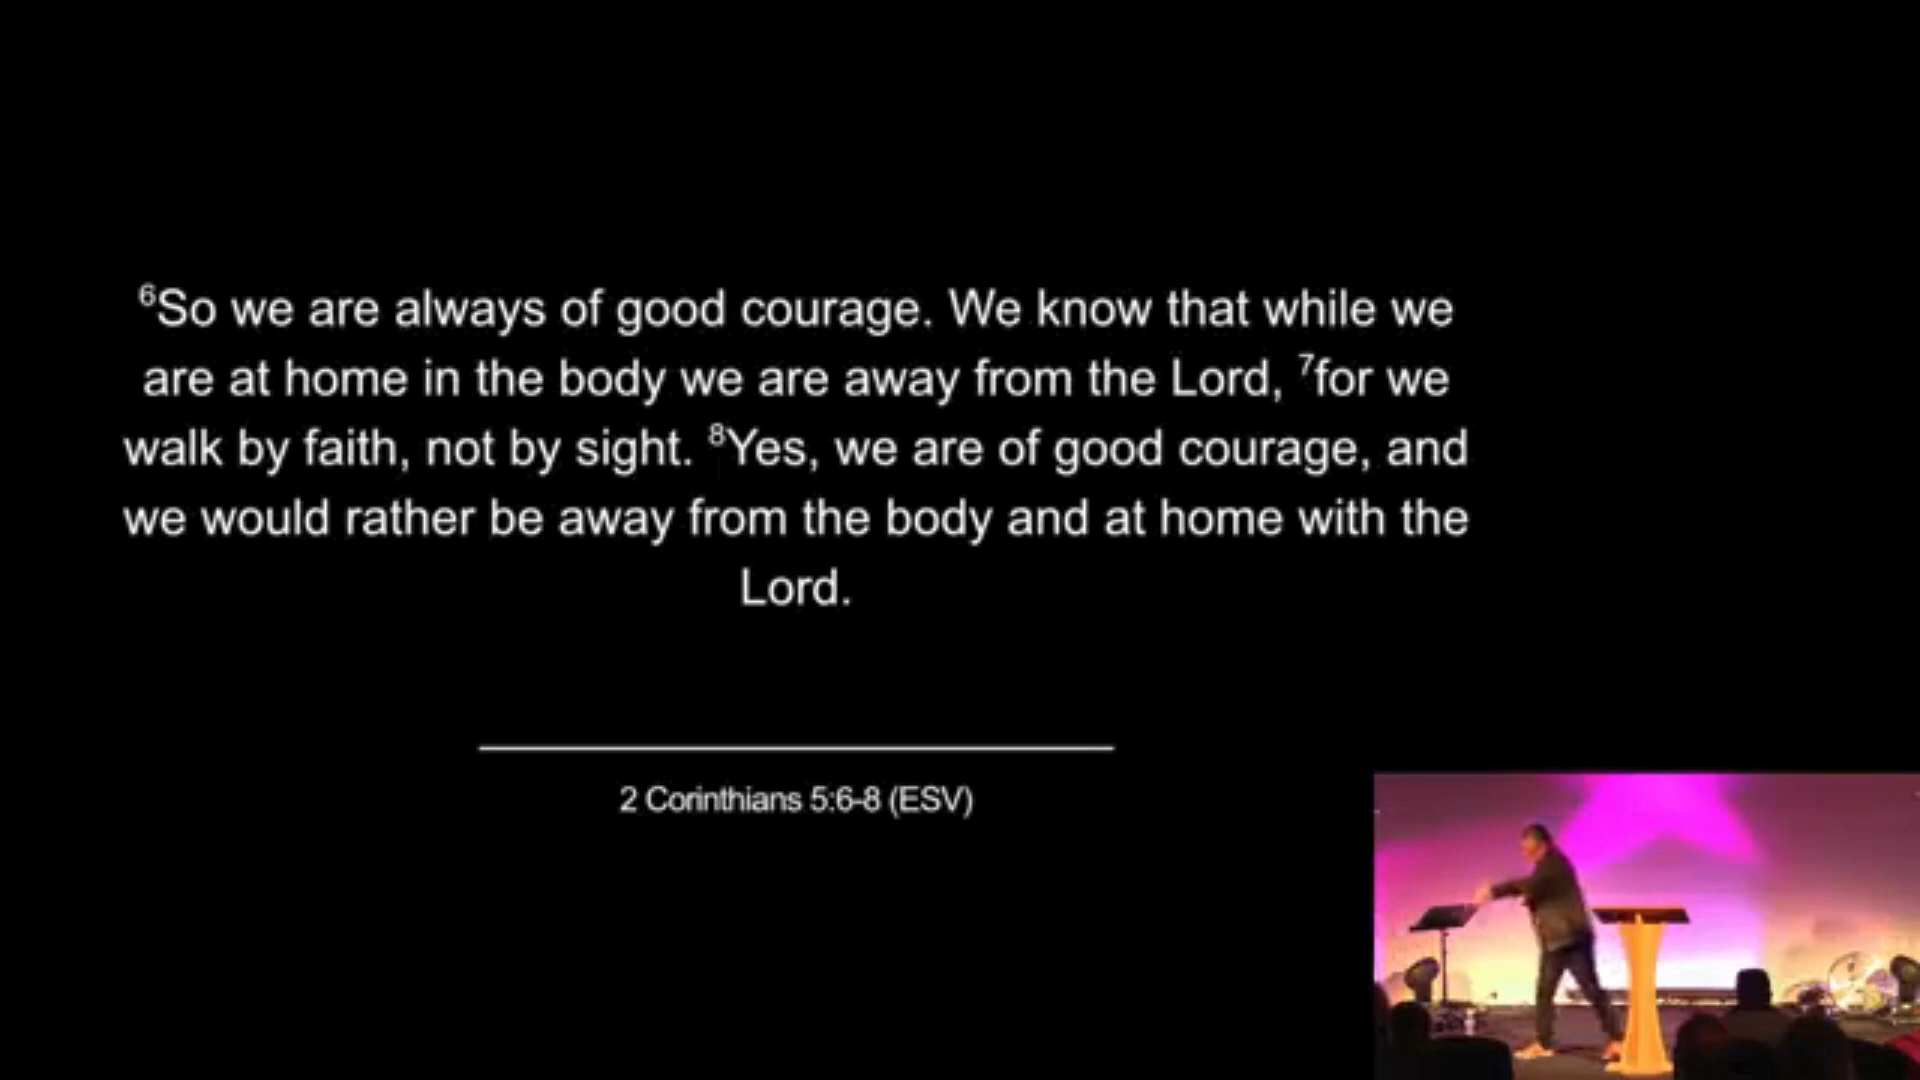 ⁶So we are always of good courage. We know that while we
are at home in the body we are away from the Lord, ⁷for we
walk by faith, not by sight. ⁸Yes, we are of good courage, and
we would rather be away from the body and at home with the
Lord.
2 Corinthians 5:6-8 (ESV)